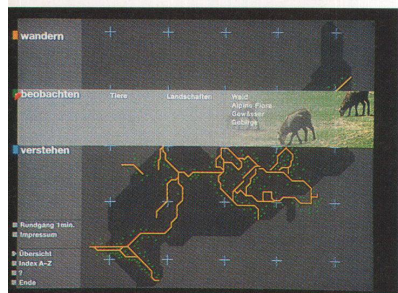 wandern
beobachten
Tiere
Landschaften
Wald
Alpine Flora
Gewässer
Gebirge
verstehen
Rundgang 1min.
Impressum
Übersicht
Index A–Z
?
Ende